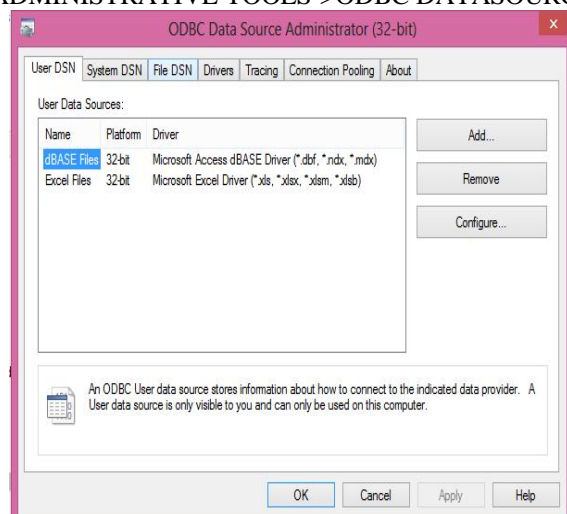 ADMINISTRATIVE TOOLS->ODBC DATASOURC
ODBC Data Source Administrator (32-bit)
x
User DSN System DSN File DSN Drivers Tracing Connection Pooling About
User Data Sources:
Name Platform Driver
dBASE Files 32-bit Microsoft Access dBASE Driver (*.dbf, *.ndx, *.mdx)
Excel Files 32-bit Microsoft Excel Driver (*.xls, *.xlsx, *.xlsm, *.xlsb)
Add...
Remove
Configure...
An ODBC User data source stores information about how to connect to the indicated data provider. A
User data source is only visible to you and can only be used on this computer.
OK Cancel Apply Help